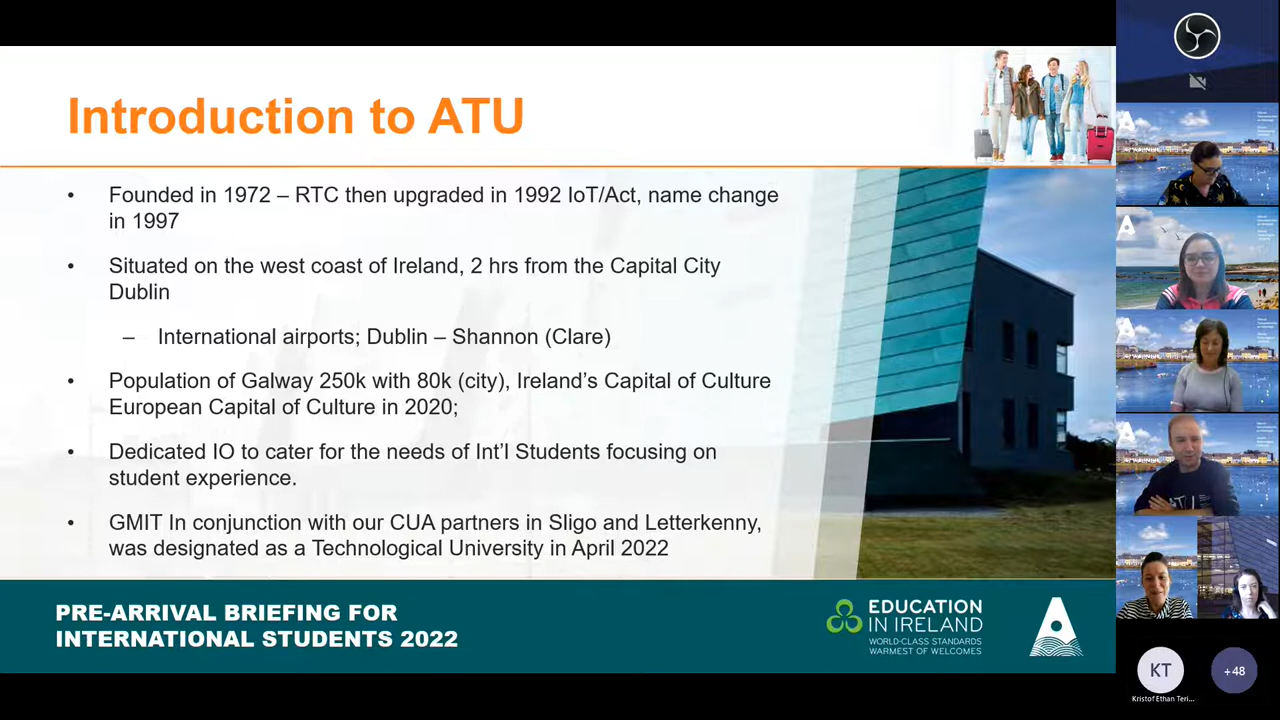 Introduction to ATU
• Founded in 1972 – RTC then upgraded in 1992 IoT/Act, name change
in 1997
• Situated on the west coast of Ireland, 2 hrs from the Capital City
Dublin
– International airports; Dublin – Shannon (Clare)
• Population of Galway 250k with 80k (city), Ireland's Capital of Culture
European Capital of Culture in 2020;
• Dedicated IO to cater for the needs of Int'l Students focusing on
student experience.
• GMIT In conjunction with our CUA partners in Sligo and Letterkenny,
was designated as a Technological University in April 2022
PRE-ARRIVAL BRIEFING FOR
INTERNATIONAL STUDENTS 2022
EDUCATION
IN IRELAND
WORLD-CLASS STANDARDS
WARMEST OF WELCOMES
KT
+48
Kristof Ethan Teri...